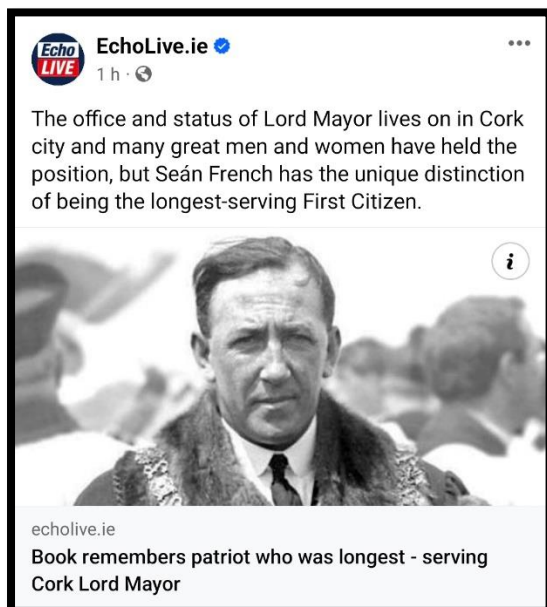 Echo
LIVE
EchoLive.ie
1 h ·
The office and status of Lord Mayor lives on in Cork
city and many great men and women have held the
position, but Seán French has the unique distinction
of being the longest-serving First Citizen.
i
echolive.ie
Book remembers patriot who was longest - serving
Cork Lord Mayor